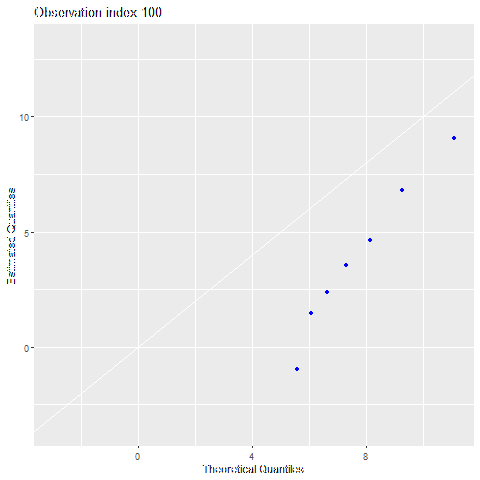 Observation index 100
10
5
0
0
4
8
Estimated Quantiles
Theoretical Quantiles